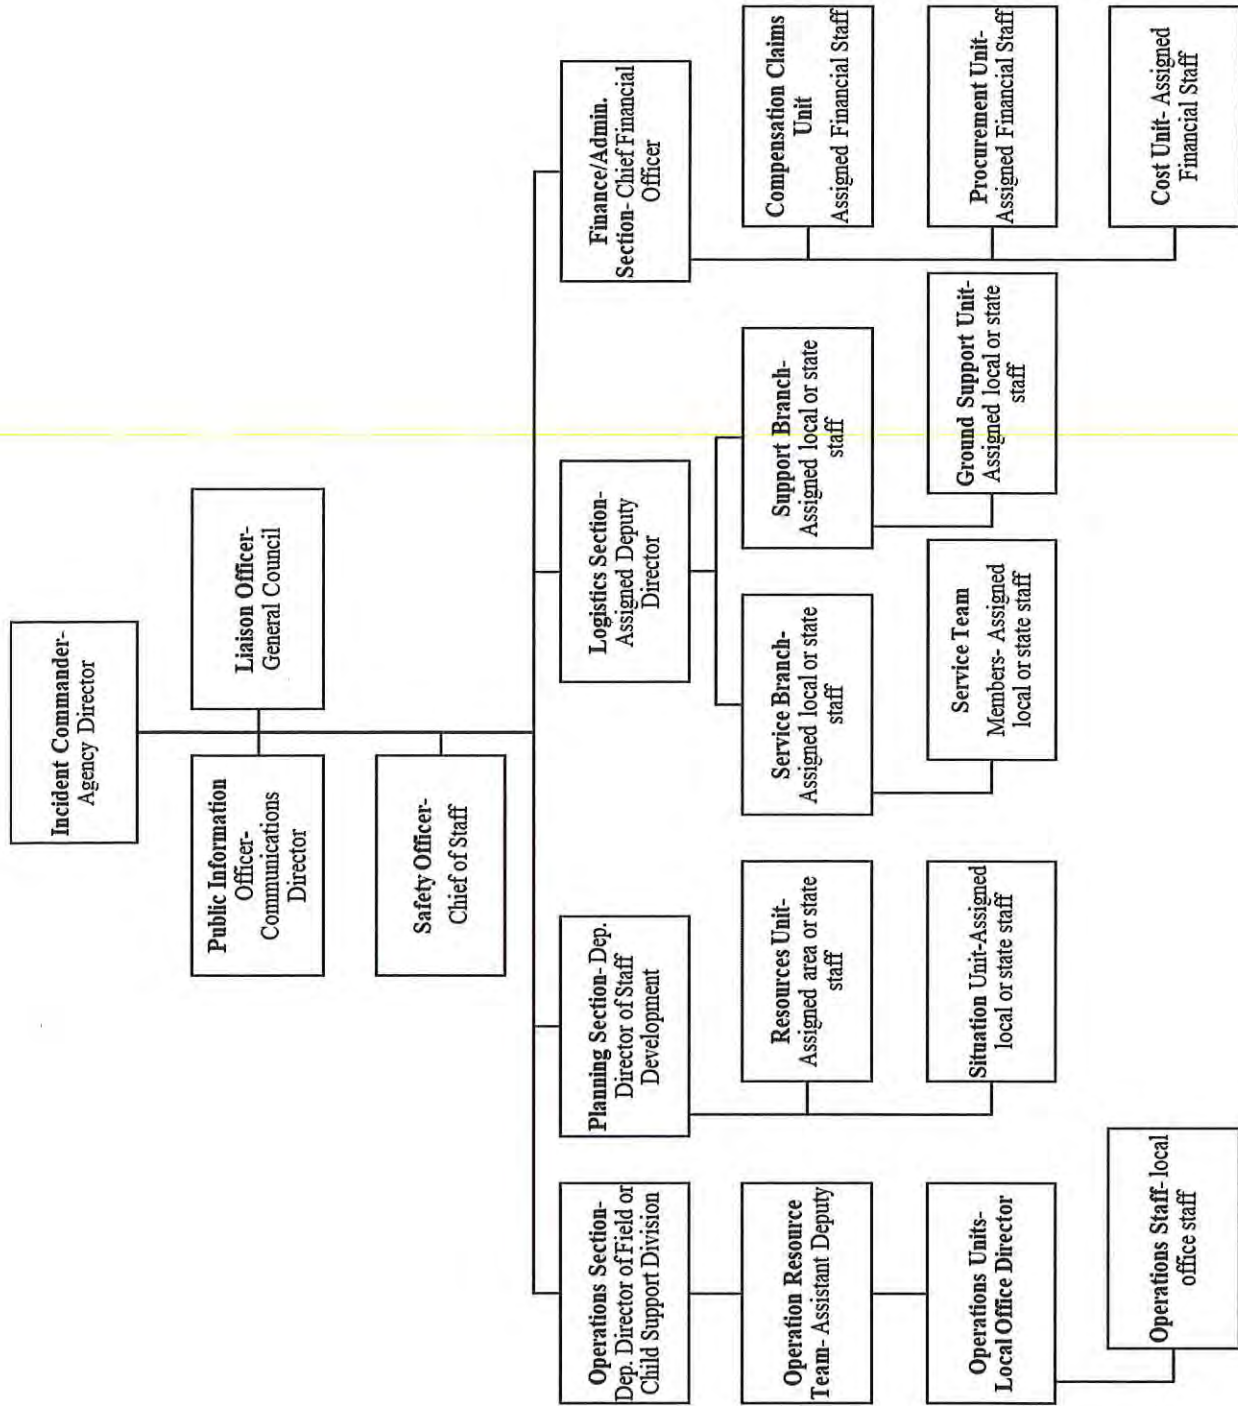 Incident Commander-
Agency Director
Public Information
Officer-
Communications
Director
Liaison Officer-
General Council
Safety Officer-
Chief of Staff
Operations Section-
Dep. Director of Field or
Child Support Division
Planning Section- Dep.
Director of Staff
Development
Logistics Section-
Assigned Deputy
Director
Finance/Admin.
Section- Chief Financial
Officer
Operation Resource
Team- Assistant Deputy
Resources Unit-
Assigned area or state
staff
Service Branch-
Assigned local or state
staff
Support Branch-
Assigned local or state
staff
Compensation Claims
Unit
Assigned Financial Staff
Operations Units-
Local Office Director
Situation Unit-Assigned
local or state staff
Service Team
Members- Assigned
local or state staff
Ground Support Unit-
Assigned local or state
staff
Procurement Unit-
Assigned Financial Staff
Operations Staff- local
office staff
Cost Unit- Assigned
Financial Staff